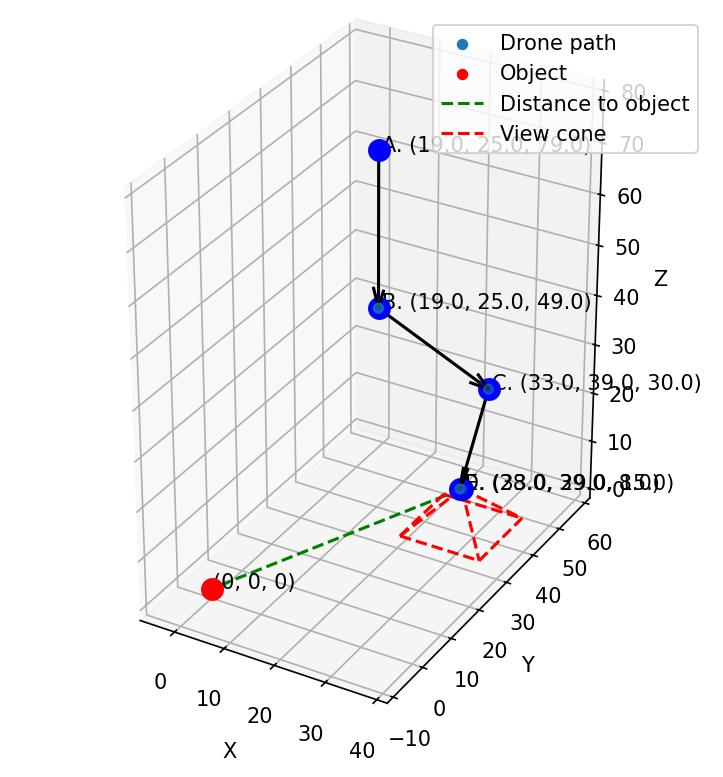 Drone path
Object
Distance to object
View cone
80
A. (19.0, 25.0, 79.0)
70
60
50
Z
B. (19.0, 25.0, 49.0)
40
30
C. (33.0, 39.0, 30.0)
20
10
0
60
50
40
30
20
10
0
−10
Y
(0, 0, 0)
0
10
20
30
40
X